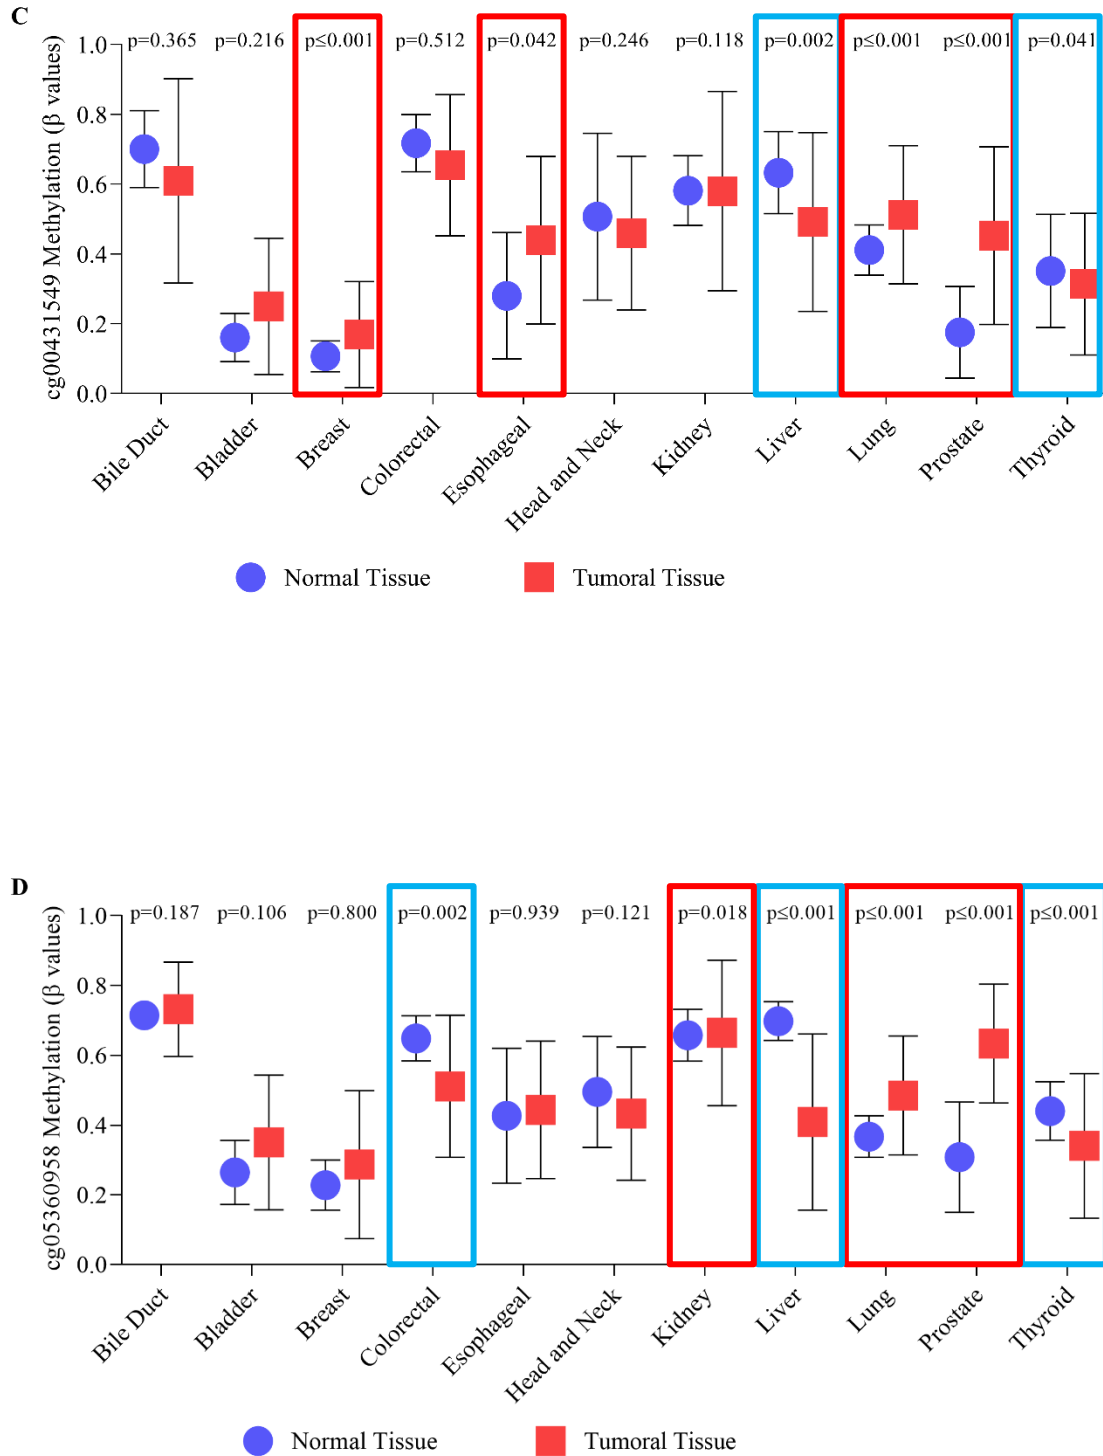 C
p=0.365 p=0.216 p≤0.001 p=0.512 p=0.042 p=0.246 p=0.118 p=0.002 p≤0.001 p≤0.001 p=0.041
cg00431549 Methylation (β values)
1.0
0.8
0.6
0.4
0.2
0.0
Bile Duct
Bladder
Breast
Colorectal
Esophageal
Head and Neck
Kidney
Liver
Lung
Prostate
Thyroid
Normal Tissue Tumoral Tissue
D
p=0.187 p=0.106 p=0.800 p=0.002 p=0.939 p=0.121 p=0.018 p≤0.001 p≤0.001 p≤0.001 p≤0.001
cg05360958 Methylation (β values)
1.0
0.8
0.6
0.4
0.2
0.0
Bile Duct
Bladder
Breast
Colorectal
Esophageal
Head and Neck
Kidney
Liver
Lung
Prostate
Thyroid
Normal Tissue Tumoral Tissue